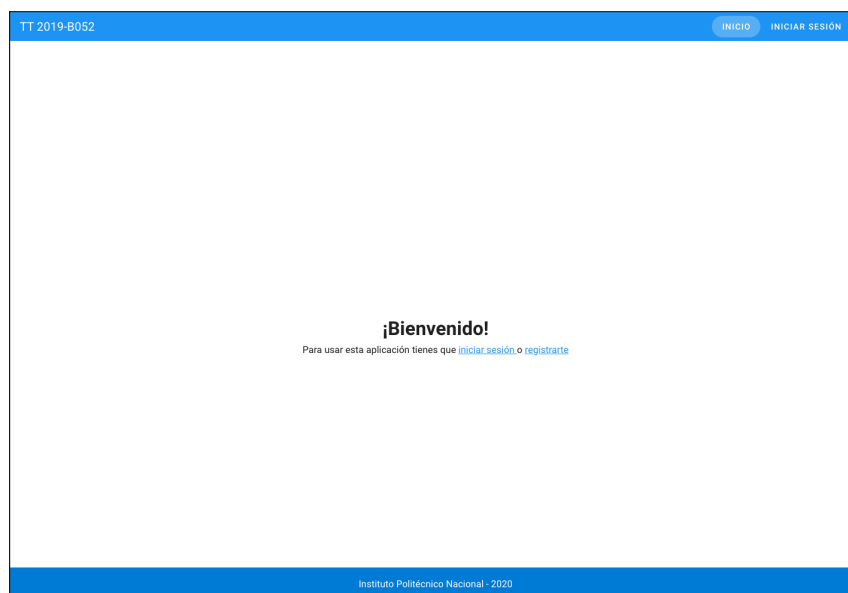 TT 2019-B052
INICIO INICIAR SESIÓN
¡Bienvenido!
Para usar esta aplicación tienes que iniciar sesión o registrarte
Instituto Politécnico Nacional - 2020